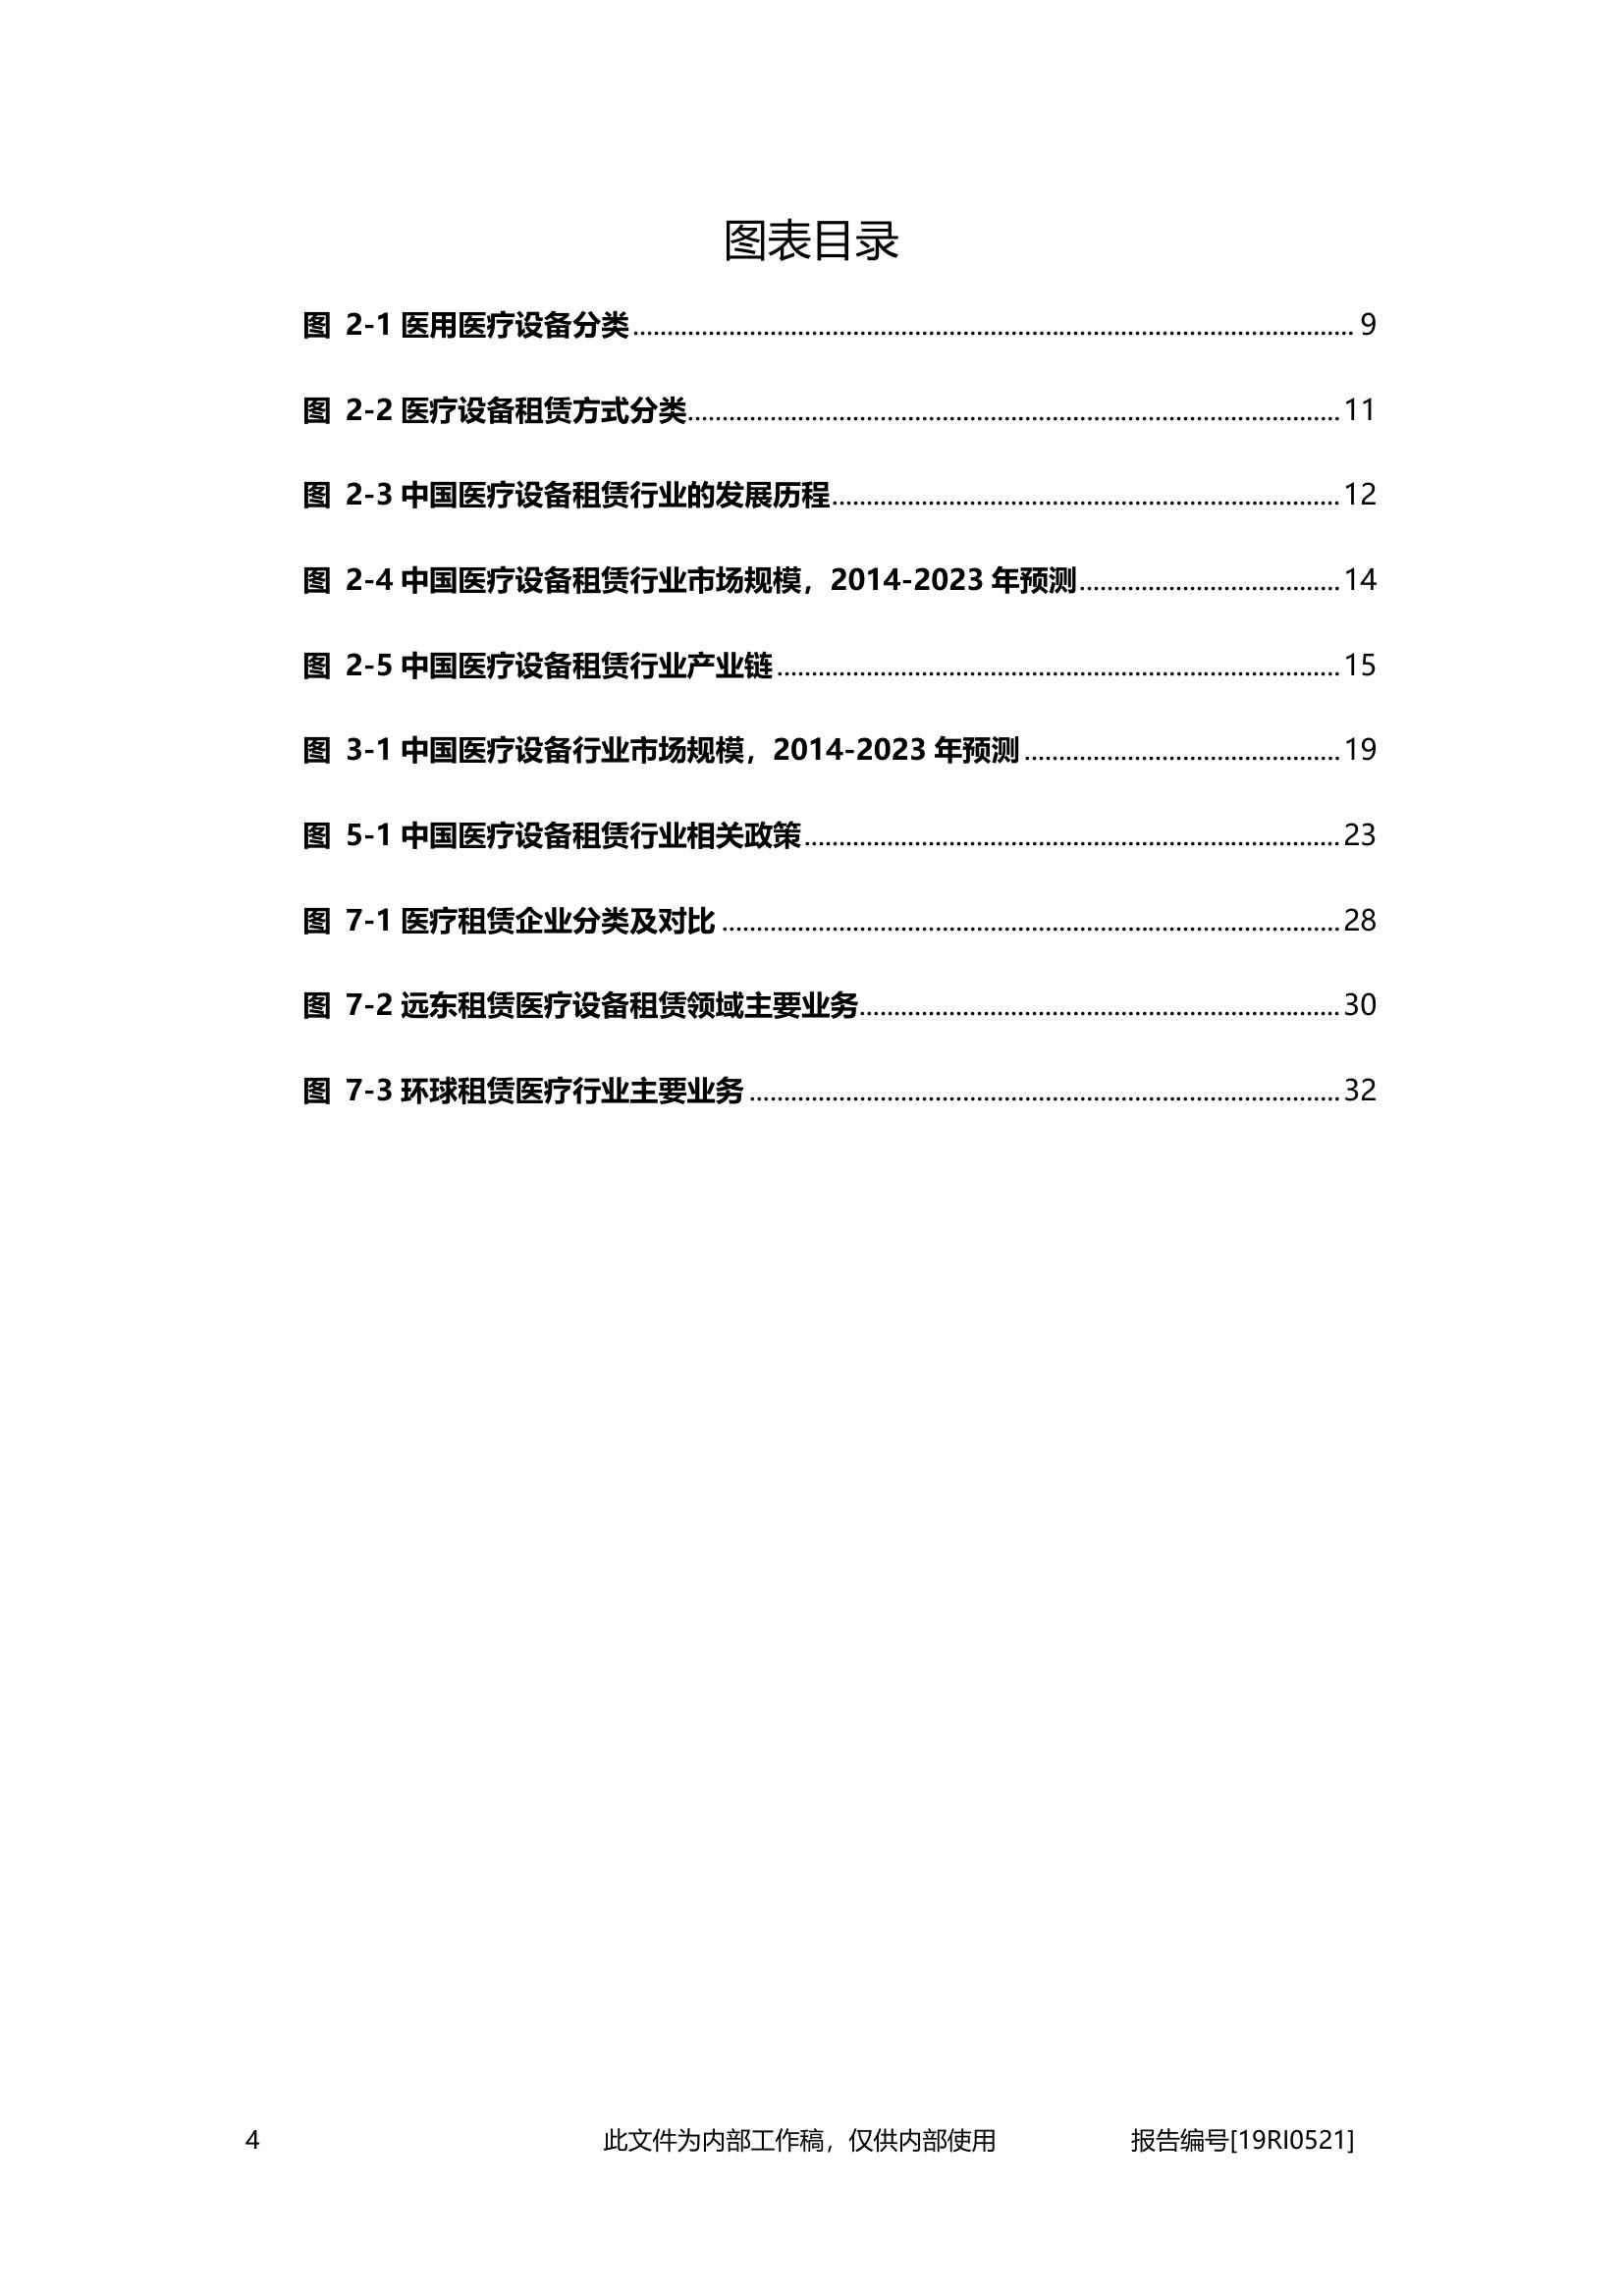 图表目录
图 2-1 医用医疗设备分类........................................ 9
图 2-2 医疗设备租赁方式分类........................................ 11
图 2-3 中国医疗设备租赁行业的发展历程........................................ 12
图 2-4 中国医疗设备租赁行业市场规模，2014-2023 年预测........................................ 14
图 2-5 中国医疗设备租赁行业产业链........................................ 15
图 3-1 中国医疗设备行业市场规模，2014-2023 年预测........................................ 19
图 5-1 中国医疗设备租赁行业相关政策........................................ 23
图 7-1 医疗租赁企业分类及对比........................................ 28
图 7-2 远东租赁医疗设备租赁领域主要业务........................................ 30
图 7-3 环球租赁医疗行业主要业务........................................ 32
4 此文件为内部工作稿，仅供内部使用 报告编号[19RI0521]